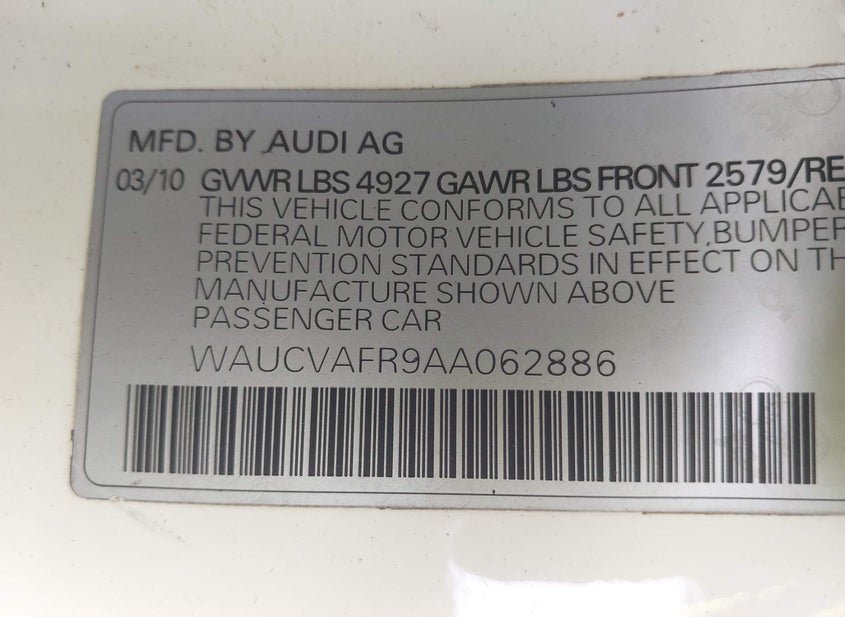 MFD. BY AUDI AG
03/10 GVWR LBS 4927 GAWR LBS FRONT 2579/RE
THIS VEHICLE CONFORMS TO ALL APPLICAB
FEDERAL MOTOR VEHICLE SAFETY,BUMPER
PREVENTION STANDARDS IN EFFECT ON TH
MANUFACTURE SHOWN ABOVE
PASSENGER CAR
WAUCVAFR9AA062886